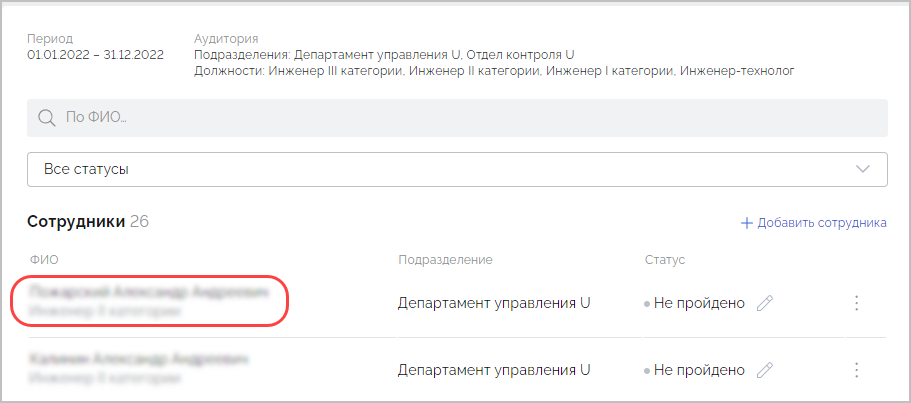 Период
01.01.2022 – 31.12.2022
Аудитория
Подразделения: Департамент управления U, Отдел контроля U
Должности: Инженер III категории, Инженер II категории, Инженер I категории, Инженер-технолог
По ФИО...
Все статусы
Сотрудники 26
+ Добавить сотрудника
ФИО Подразделение Статус
Департамент управления U Не пройдено
Департамент управления U Не пройдено